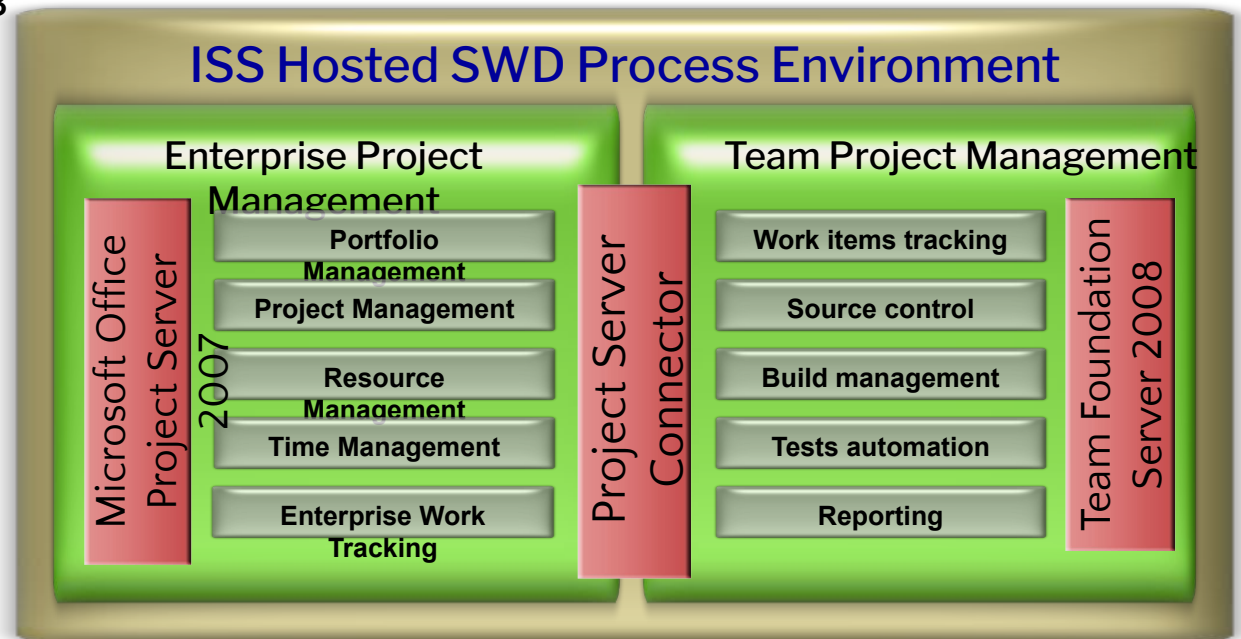 ISS Hosted SWD Process Environment
Enterprise Project
Management
Microsoft Office
Project Server
2007
Portfolio
Management
Project Management
Resource
Management
Time Management
Enterprise Work
Tracking
Project Server
Connector
Team Project Management
Work items tracking
Source control
Build management
Tests automation
Reporting
Team Foundation
Server 2008